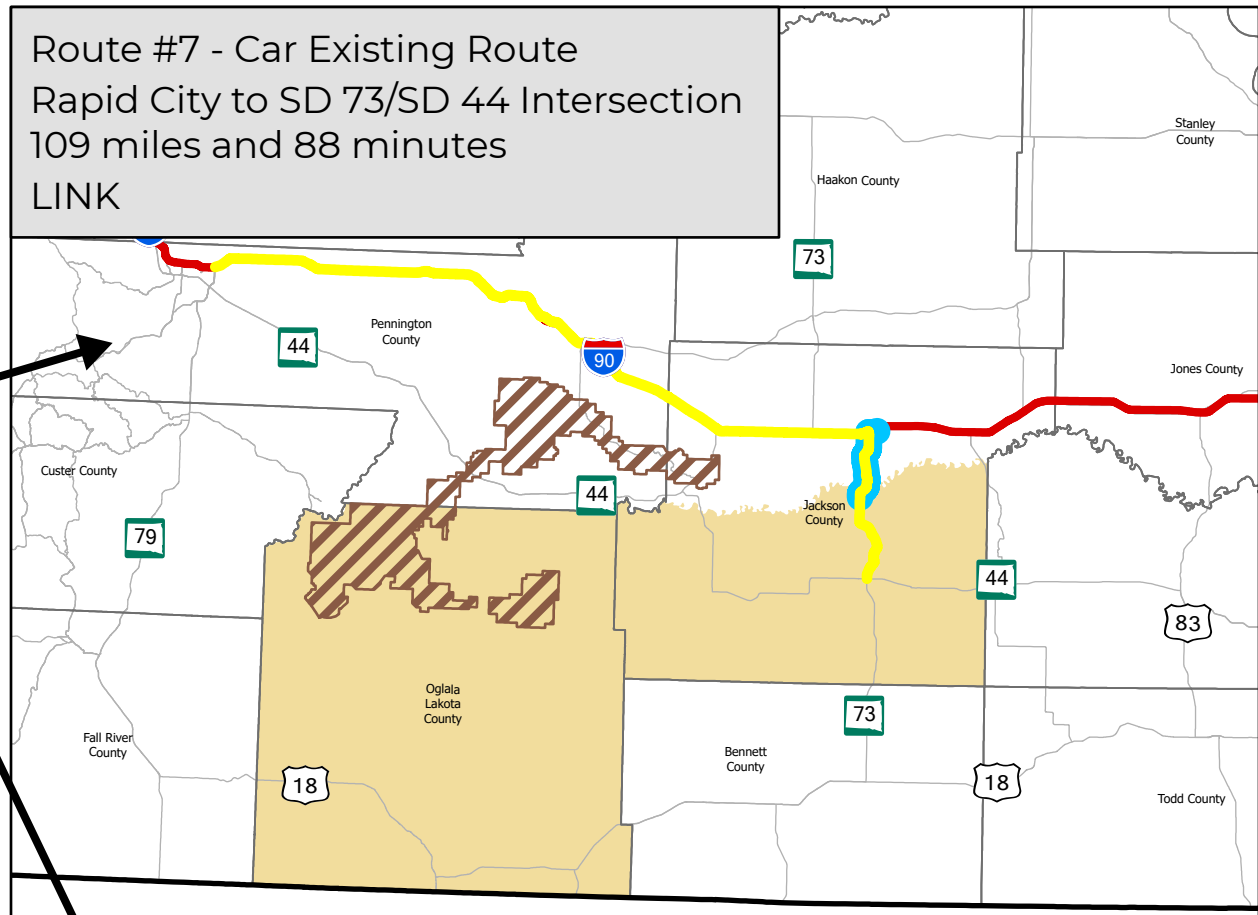 Route #7 - Car Existing Route
Rapid City to SD 73/SD 44 Intersection
109 miles and 88 minutes
LINK
Stanley
County
Haakon County
73
Pennington
County
44
90
Jones County
Custer County
44
Jackson
County
79
44
83
Oglala
Lakota
County
73
Fall River
County
Bennett
County
18
18
Todd County